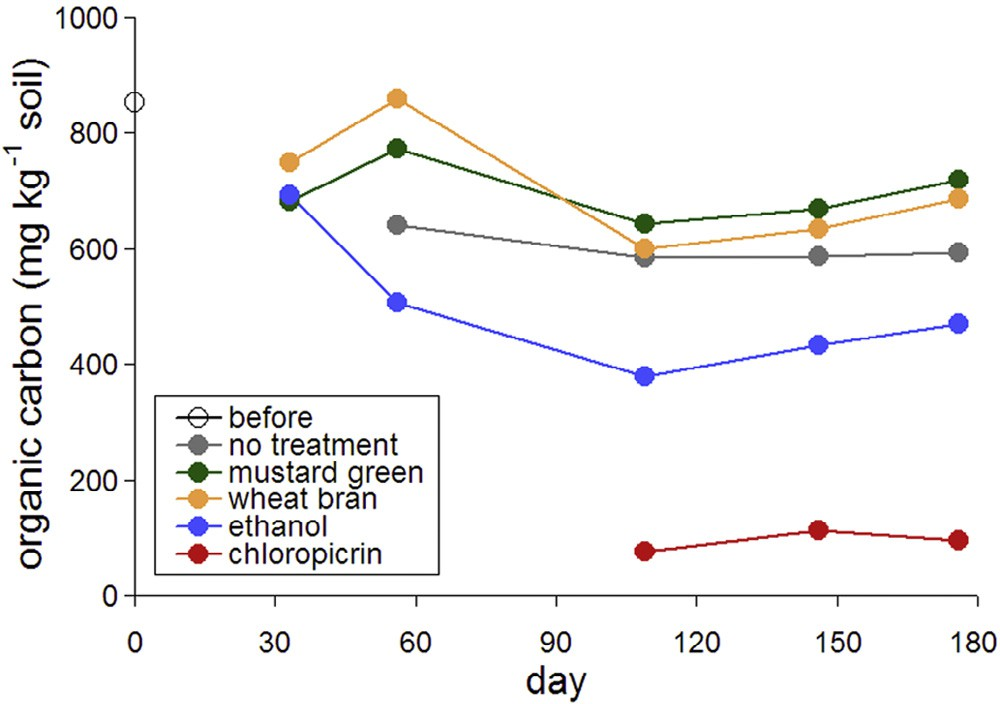 1000
800
600
400
200
0
organic carbon (mg kg⁻¹ soil)
before
no treatment
mustard green
wheat bran
ethanol
chloropicrin
0 30 60 90 120 150 180
day